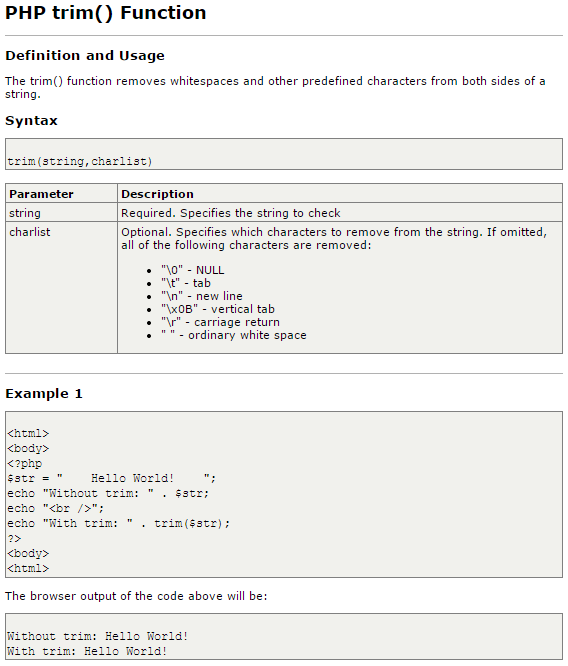 PHP trim() Function
Definition and Usage
The trim() function removes whitespaces and other predefined characters from both sides of a
string.
Syntax
trim(string,charlist)
Parameter Description
string Required. Specifies the string to check
charlist Optional. Specifies which characters to remove from the string. If omitted,
all of the following characters are removed:
• "\0" - NULL
• "\t" - tab
• "\n" - new line
• "\x0B" - vertical tab
• "\r" - carriage return
• " " - ordinary white space
Example 1
<html>
<body>
<?php
$str = "    Hello World!    ";
echo "Without trim: " . $str;
echo "<br />";
echo "With trim: " . trim($str);
?>
<body>
<html>
The browser output of the code above will be:
Without trim: Hello World!
With trim: Hello World!